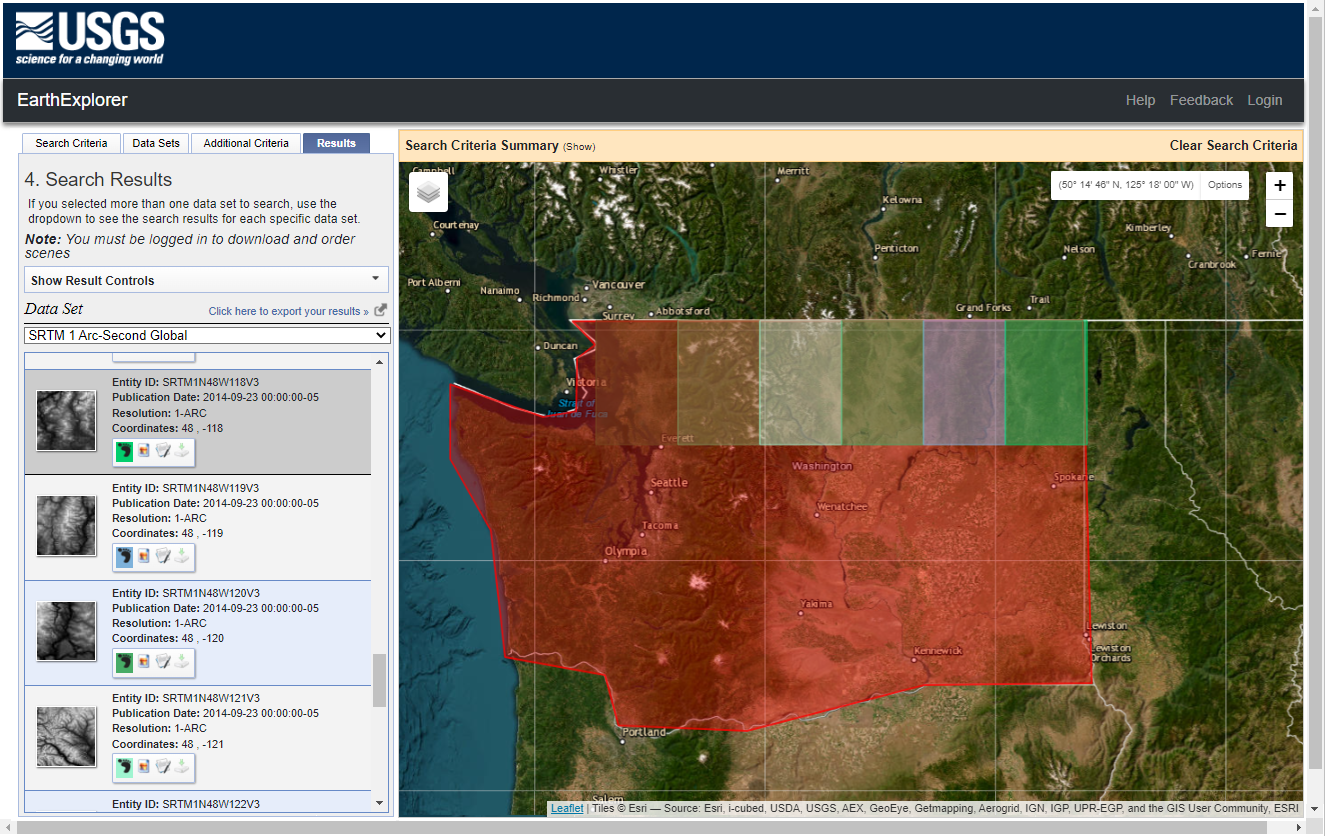 USGS
science for a changing world
EarthExplorer
Help Feedback Login
Search Criteria Data Sets Additional Criteria Results
4. Search Results
If you selected more than one data set to search, use the
dropdown to see the search results for each specific data set.
Note: You must be logged in to download and order
scenes
Show Result Controls
Data Set
Click here to export your results »
SRTM 1 Arc-Second Global
Entity ID: SRTM1N48W118V3
Publication Date: 2014-09-23 00:00:00-05
Resolution: 1-ARC
Coordinates: 48 , -118
Entity ID: SRTM1N48W119V3
Publication Date: 2014-09-23 00:00:00-05
Resolution: 1-ARC
Coordinates: 48 , -119
Entity ID: SRTM1N48W120V3
Publication Date: 2014-09-23 00:00:00-05
Resolution: 1-ARC
Coordinates: 48 , -120
Entity ID: SRTM1N48W121V3
Publication Date: 2014-09-23 00:00:00-05
Resolution: 1-ARC
Coordinates: 48 , -121
Entity ID: SRTM1N48W122V3
Search Criteria Summary (Show)
Clear Search Criteria
(50° 14' 46" N, 125° 18' 00" W) Options
+
−
Campbell
Whistler
Merritt
Kelowna
Courtenay
Kimberley
Penticton
Nelson
Fernie
Cranbrook
Port Alberni
Nanaimo
Vancouver
Richmond
Surrey
Abbotsford
Grand Forks
Trail
Duncan
Victoria
Strait of
Juan de Fuca
Everett
Washington
Seattle
Spokane
Wenatchee
Tacoma
Olympia
Yakima
Lewiston
Kennewick
Lewiston
Orchards
Portland
Salem
Leaflet | Tiles © Esri — Source: Esri, i-cubed, USDA, USGS, AEX, GeoEye, Getmapping, Aerogrid, IGN, IGP, UPR-EGP, and the GIS User Community, ESRI